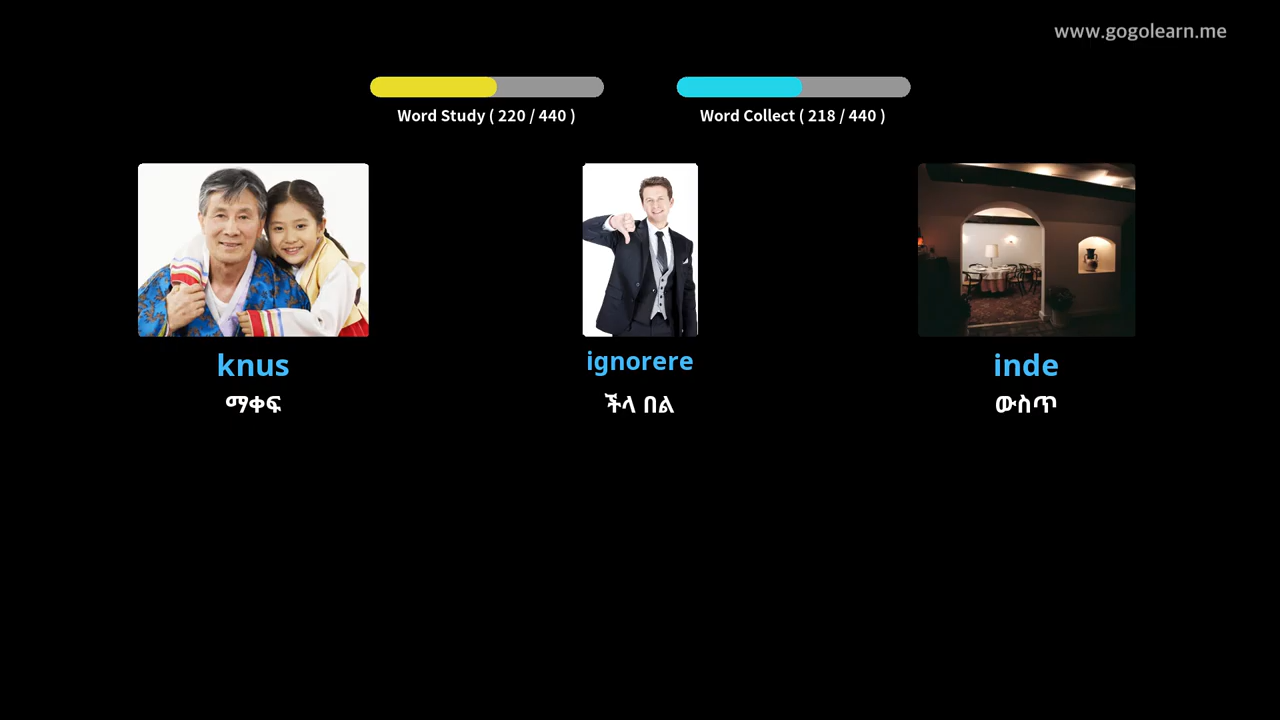 www.gogolearn.me
Word Study ( 220 / 440 )
Word Collect ( 218 / 440 )
knus
ማቀፍ
ignorere
ችላ በል
inde
ውስጥ